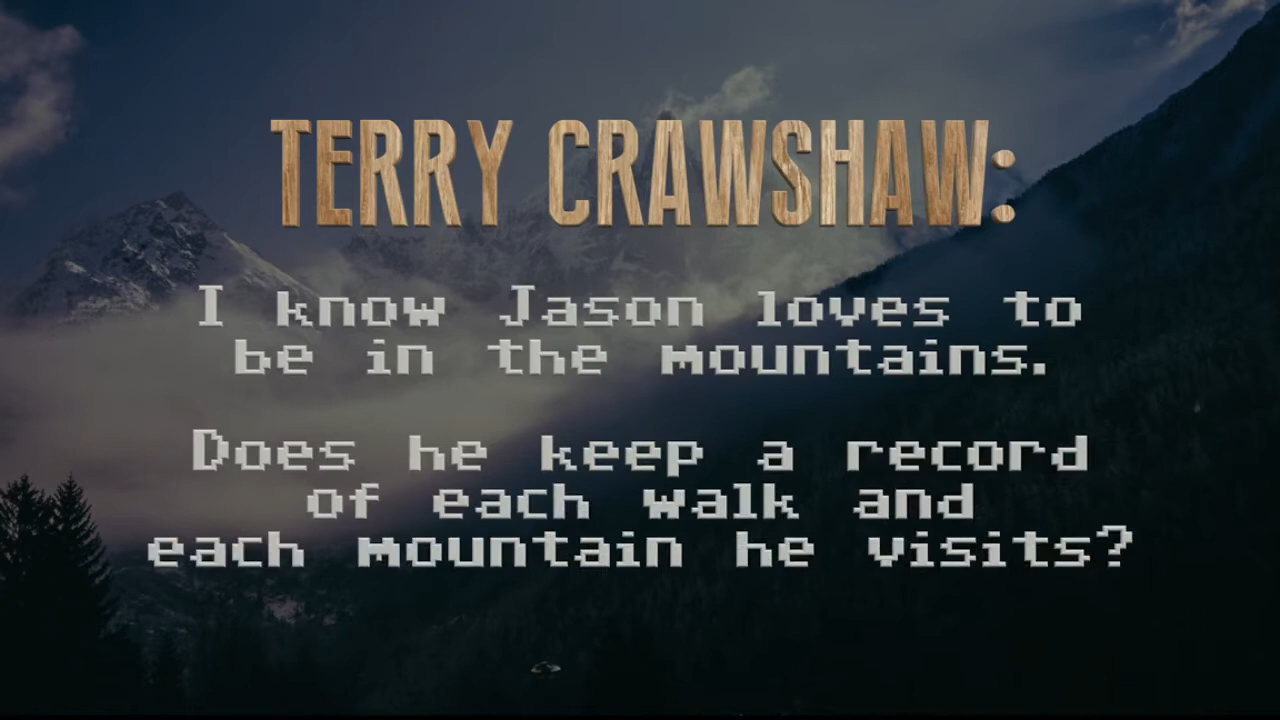 TERRY CRAWSHAW:
I know Jason loves to
be in the mountains.
Does he keep a record
of each walk and
each mountain he visits?